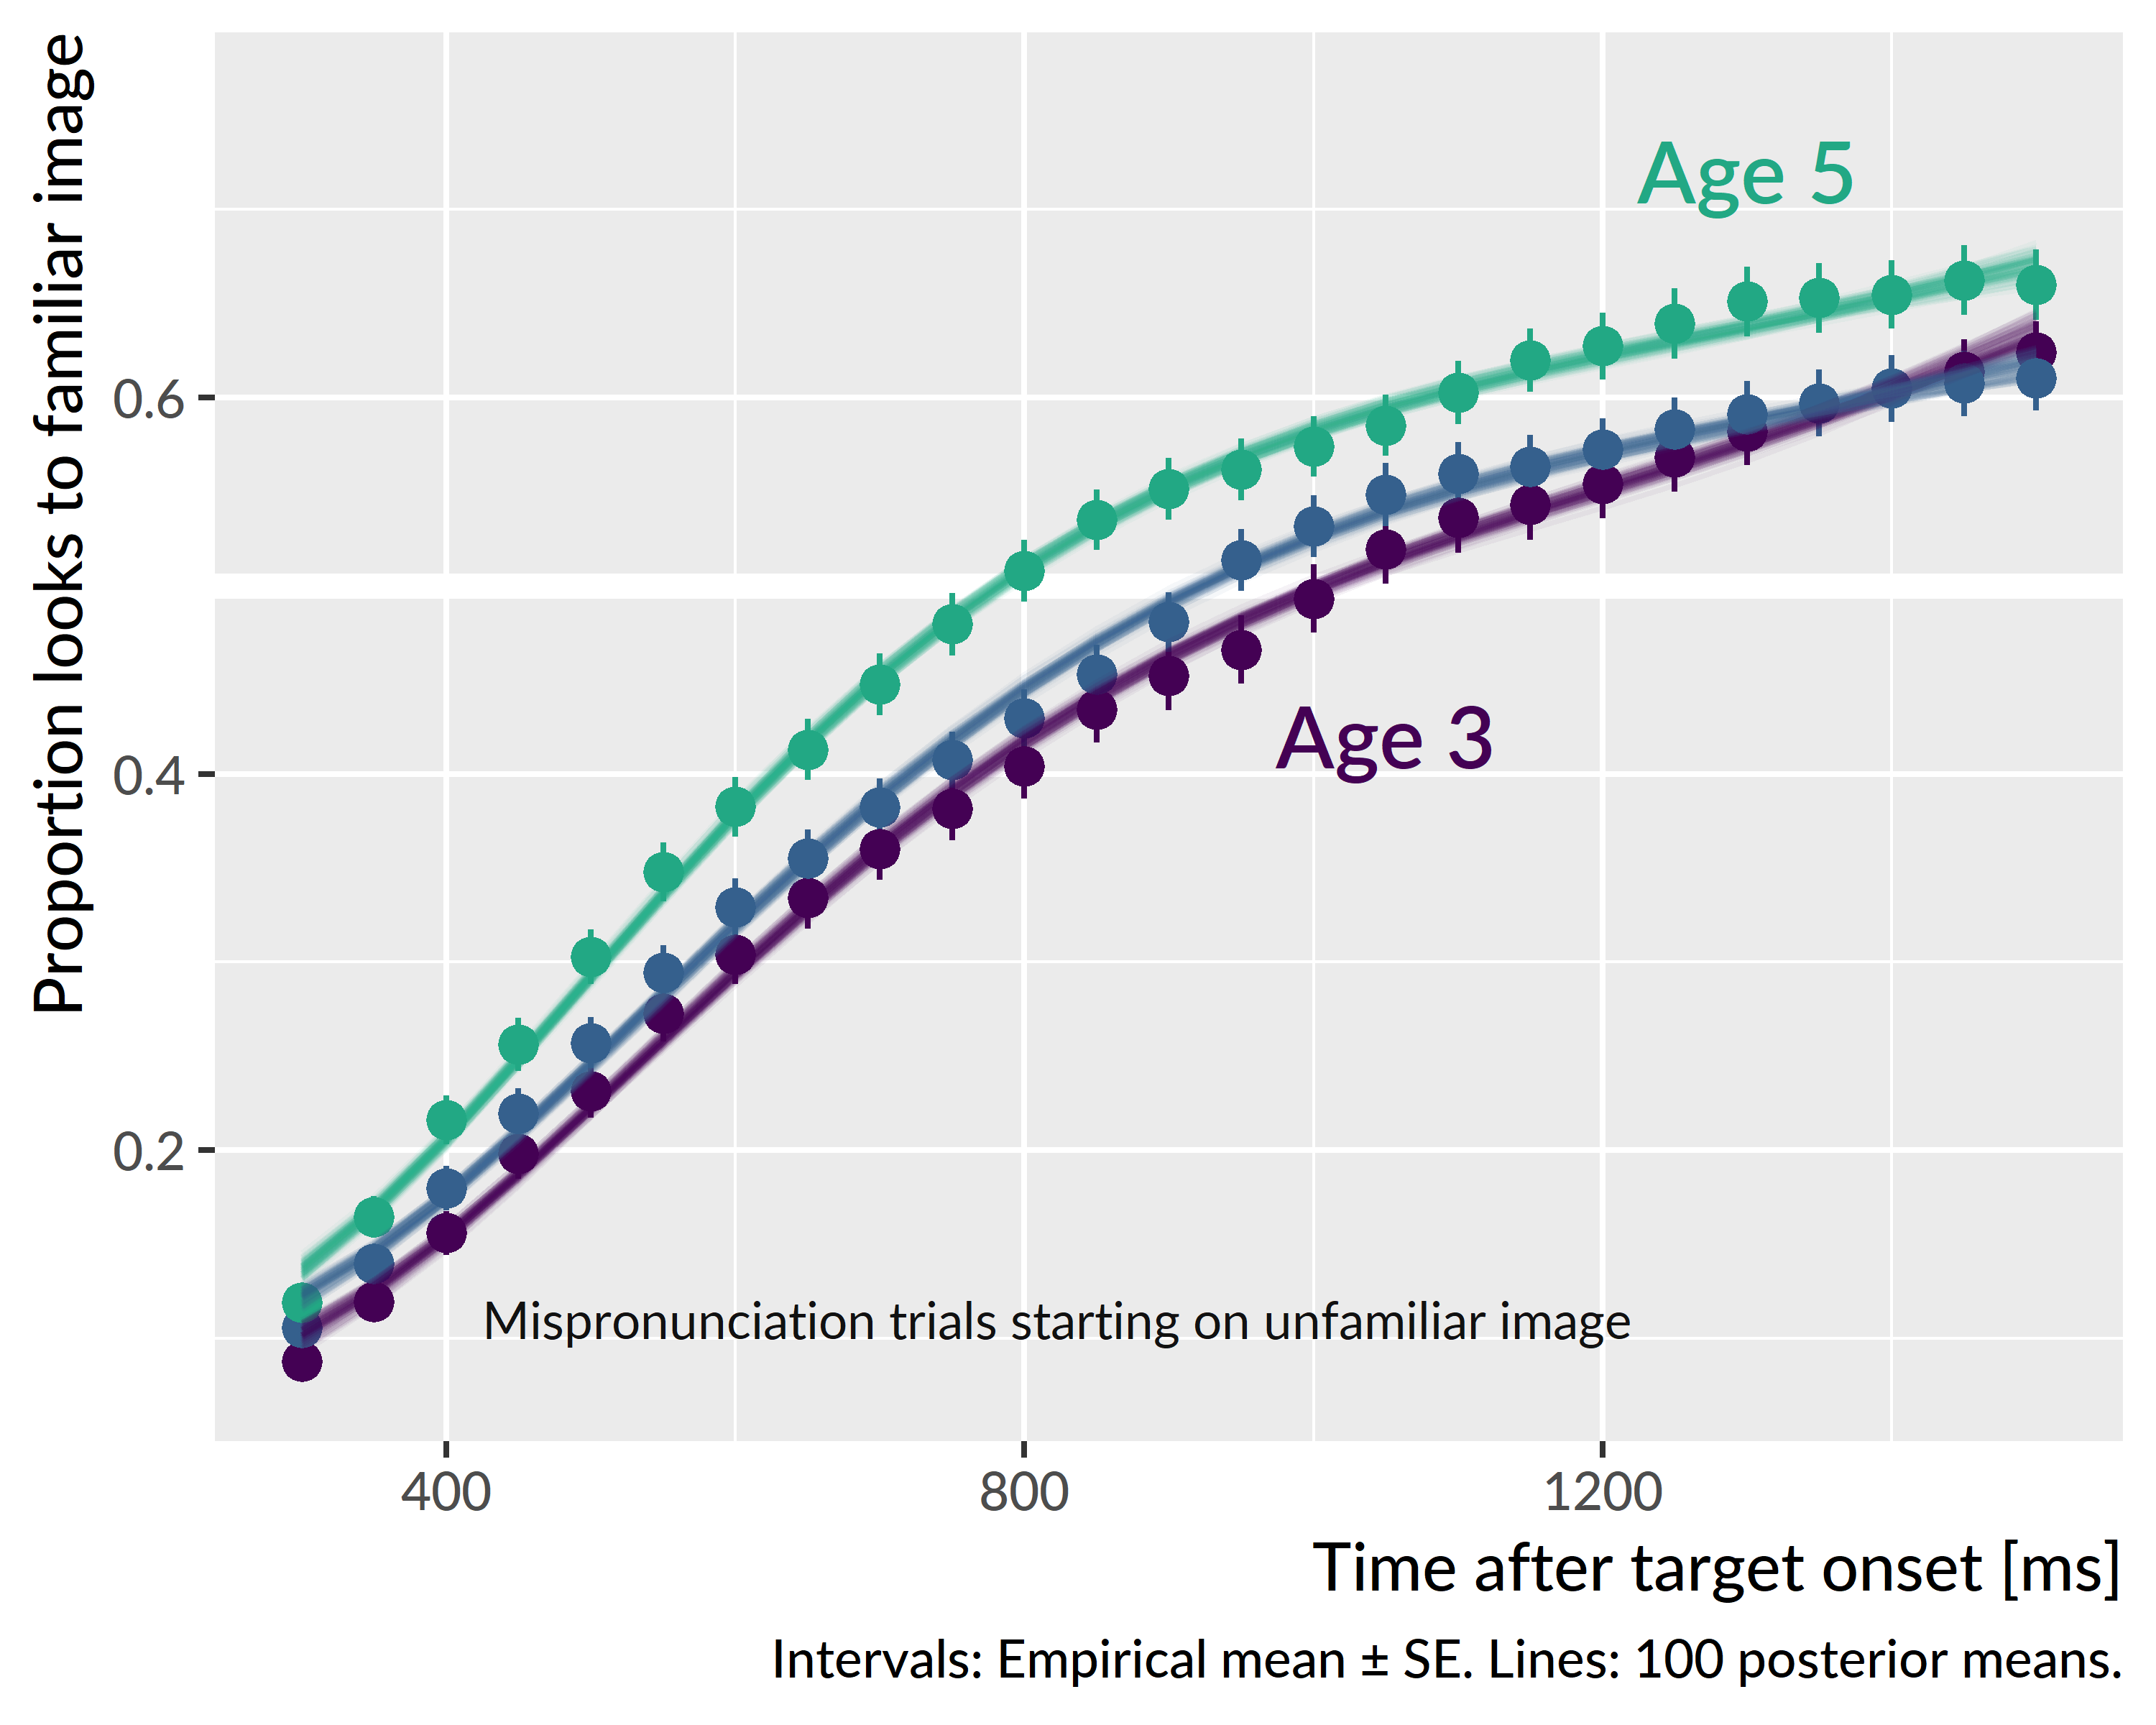 Proportion looks to familiar image
Age 5
0.6
Age 3
0.4
0.2
Mispronunciation trials starting on unfamiliar image
400 800 1200
Time after target onset [ms]
Intervals: Empirical mean ± SE. Lines: 100 posterior means.